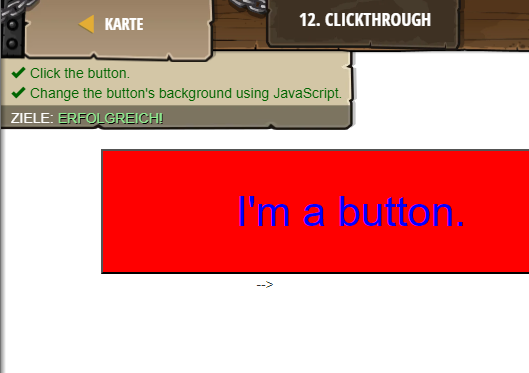 KARTE
12. CLICKTHROUGH
Click the button.
Change the button's background using JavaScript.
ZIELE: ERFOLGREICH!
I'm a button.
-->